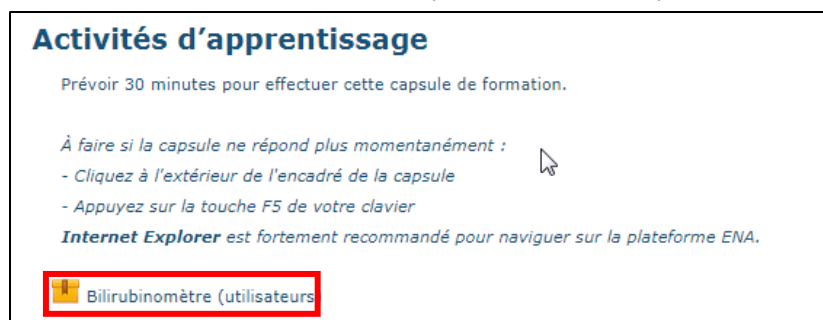 Activités d’apprentissage
Prévoir 30 minutes pour effectuer cette capsule de formation.
À faire si la capsule ne répond plus momentanément :
- Cliquez à l'extérieur de l'encadré de la capsule
- Appuyez sur la touche F5 de votre clavier
Internet Explorer est fortement recommandé pour naviguer sur la plateforme ENA.
Bilirubinomètre (utilisateurs